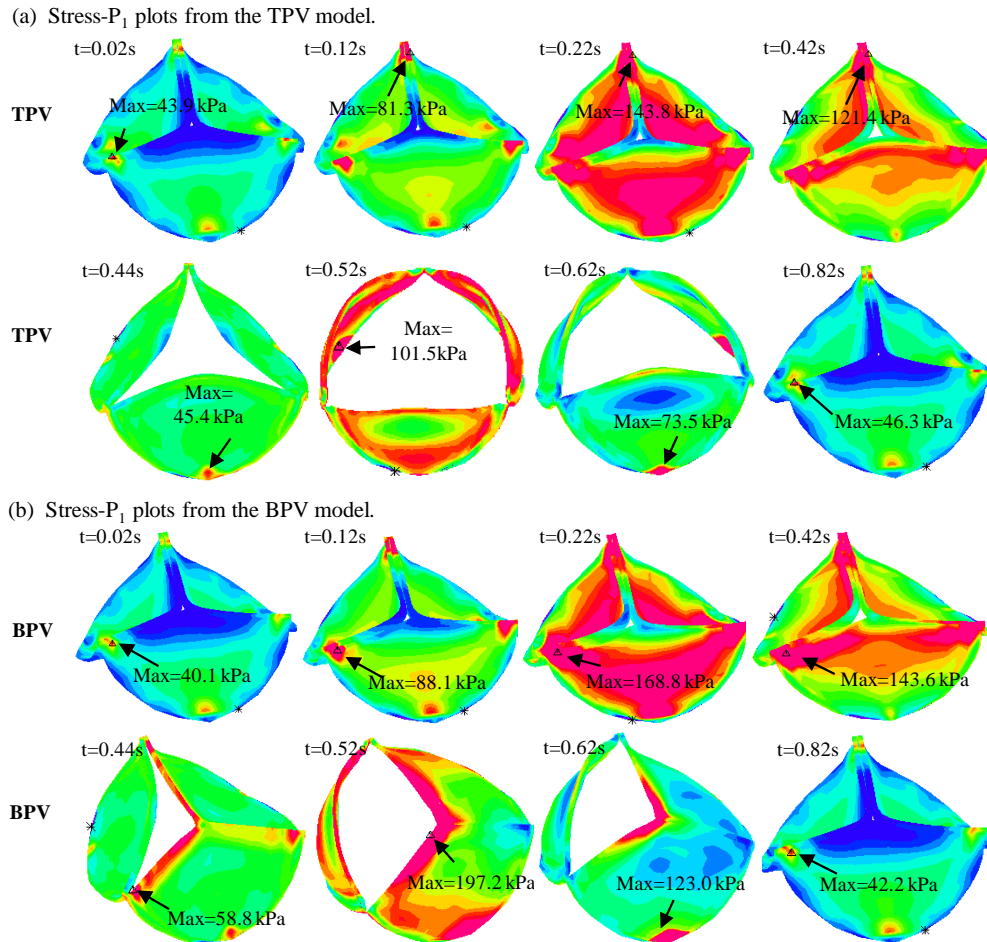 (a) Stress-P1 plots from the TPV model.
t=0.02s
t=0.12s
t=0.22s
t=0.42s
TPV
Max=43.9 kPa
Max=81.3 kPa
Max=143.8 kPa
Max=121.4 kPa
t=0.44s
t=0.52s
t=0.62s
t=0.82s
TPV
Max=
45.4 kPa
Max=
101.5kPa
Max=73.5 kPa
Max=46.3 kPa
(b) Stress-P1 plots from the BPV model.
t=0.02s
t=0.12s
t=0.22s
t=0.42s
BPV
Max=40.1 kPa
Max=88.1 kPa
Max=168.8 kPa
Max=143.6 kPa
t=0.44s
t=0.52s
t=0.62s
t=0.82s
BPV
Max=58.8 kPa
Max=197.2 kPa
Max=123.0 kPa
Max=42.2 kPa